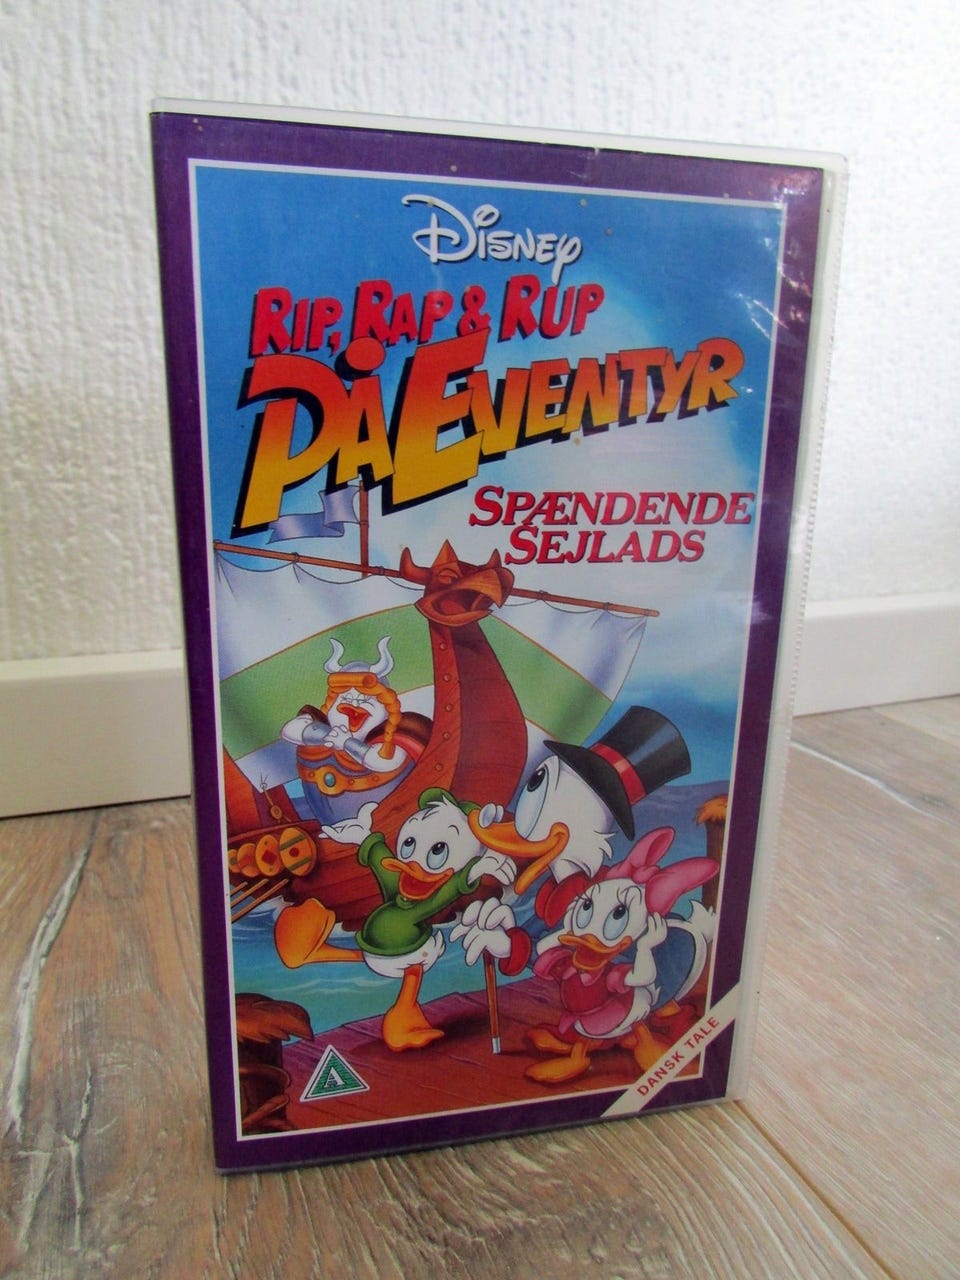 DISNEY
RIP, RAP & RUP
PÅ EVENTYR
SPÆNDENDE
SEJLADS
A
DANSK TALE